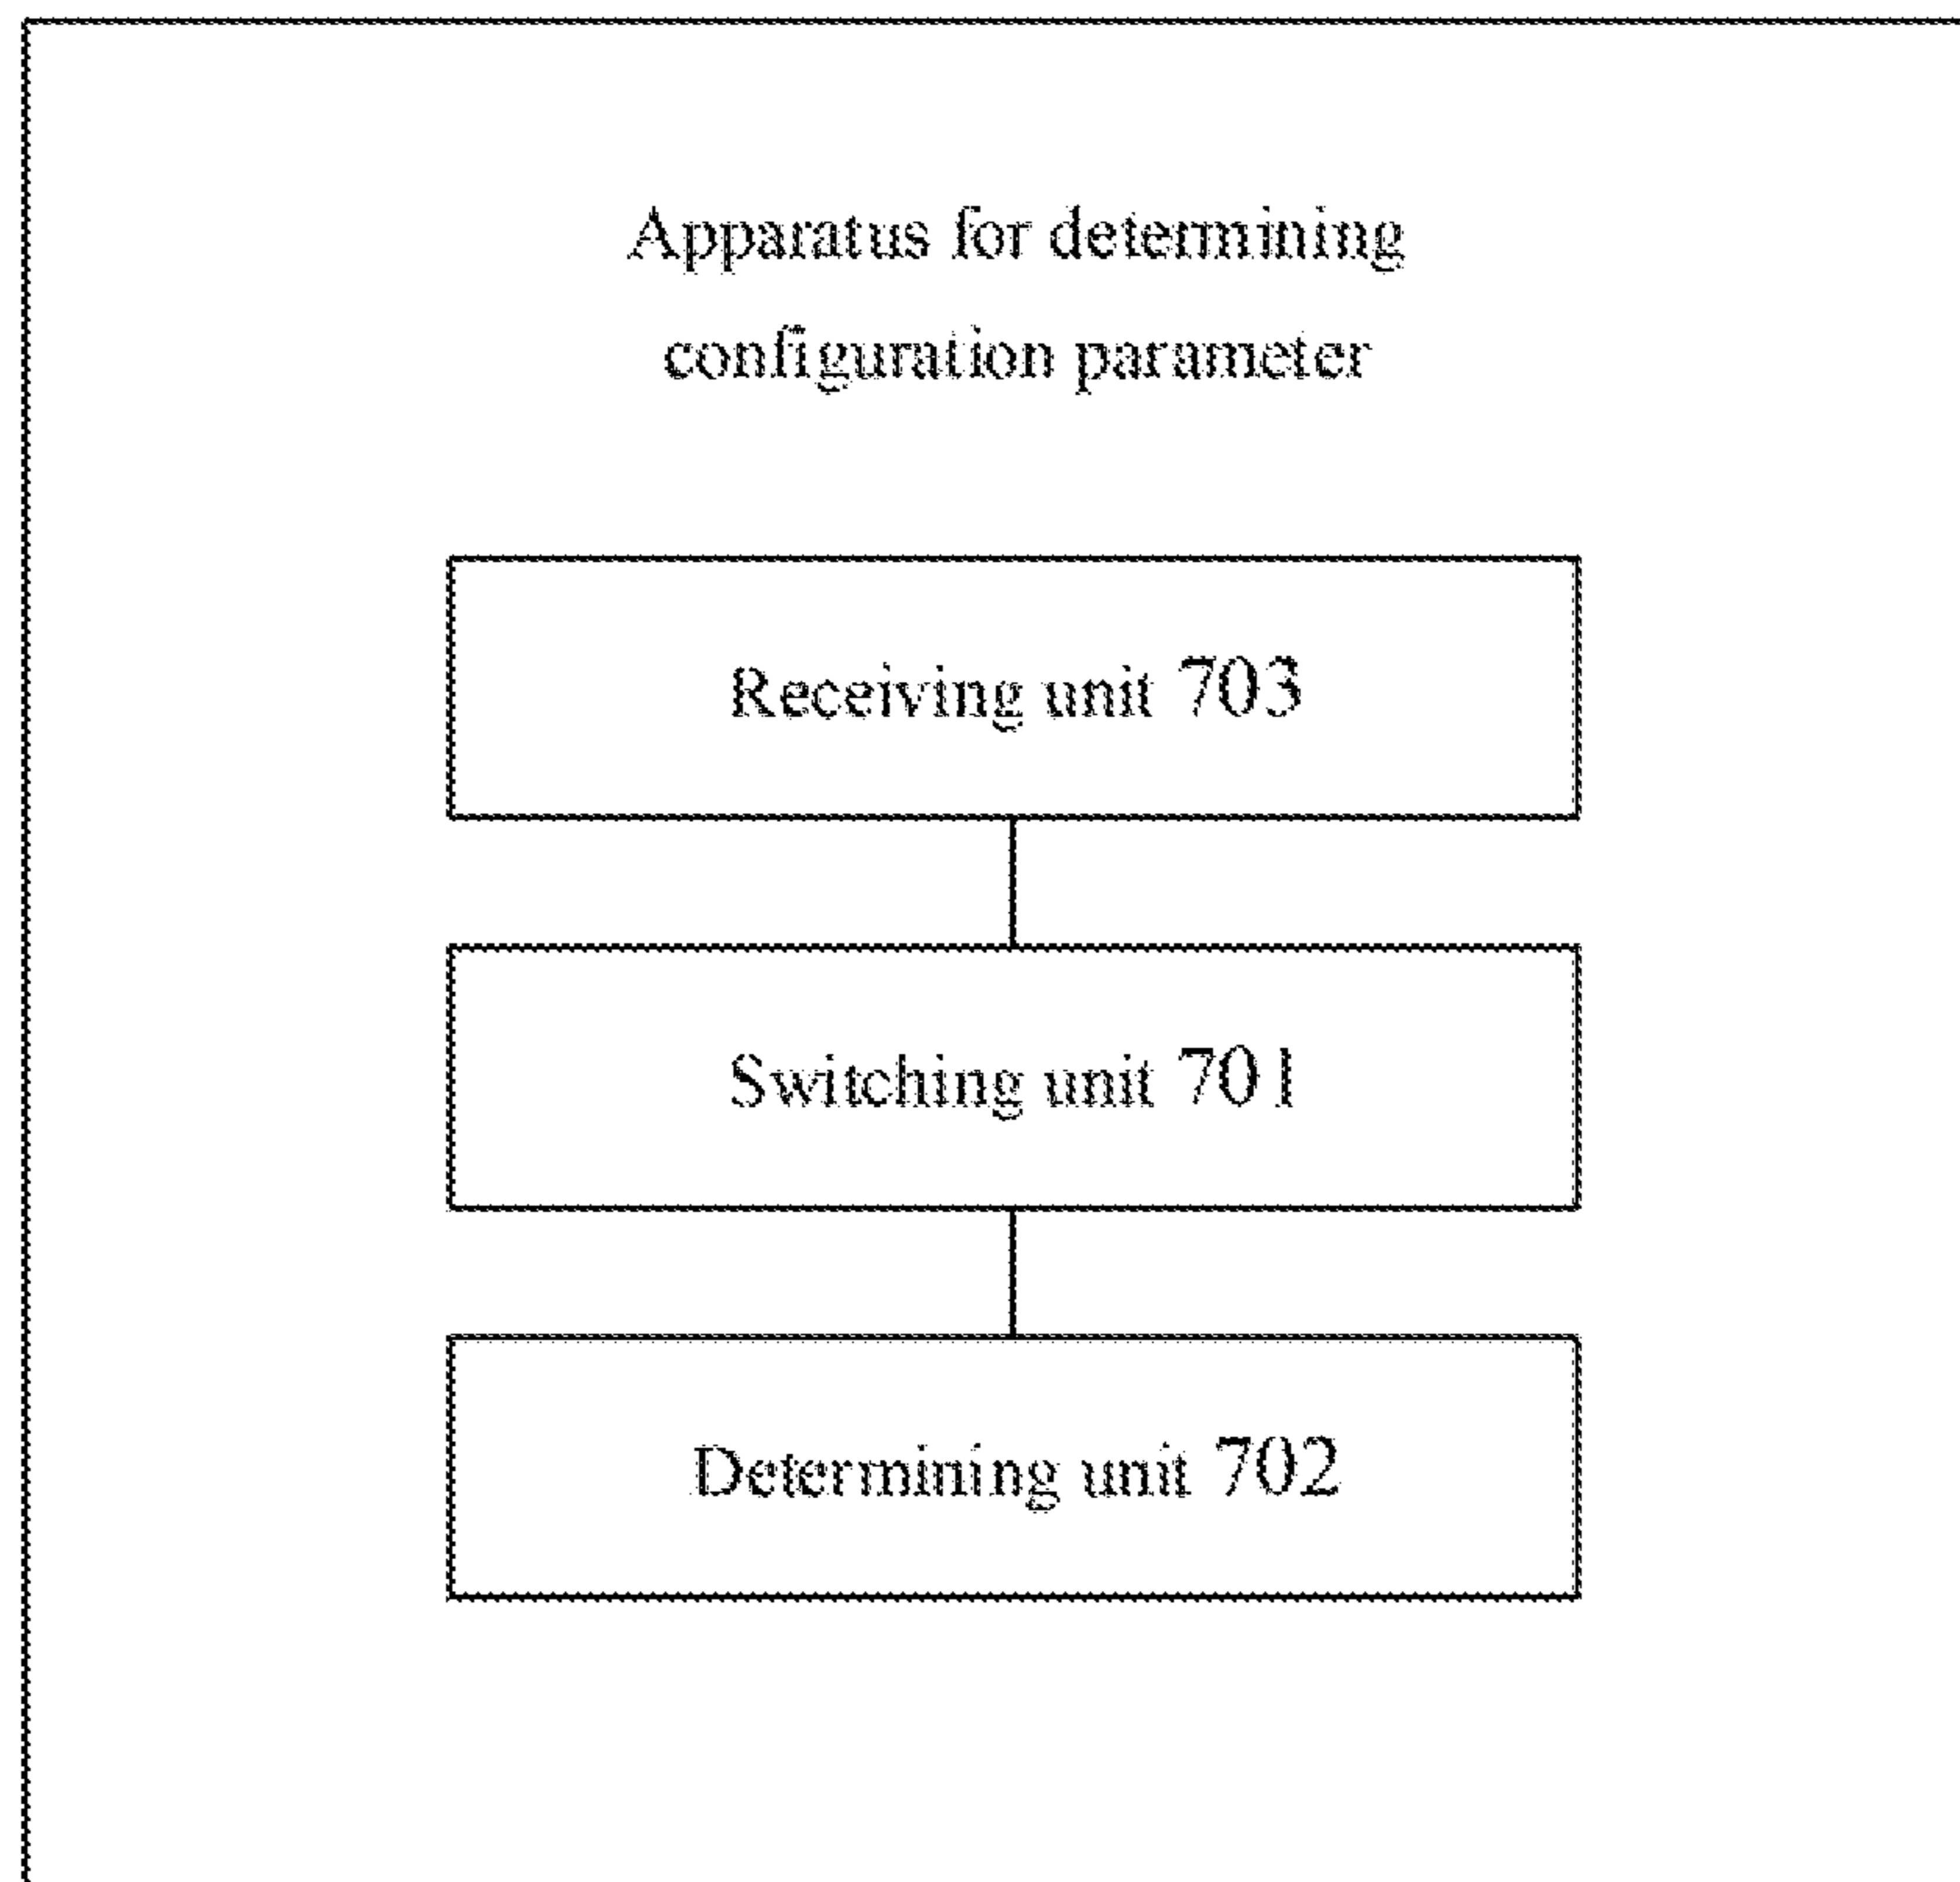 Apparatus for determining
configuration parameter
Receiving unit 703
Switching unit 701
Determining unit 702